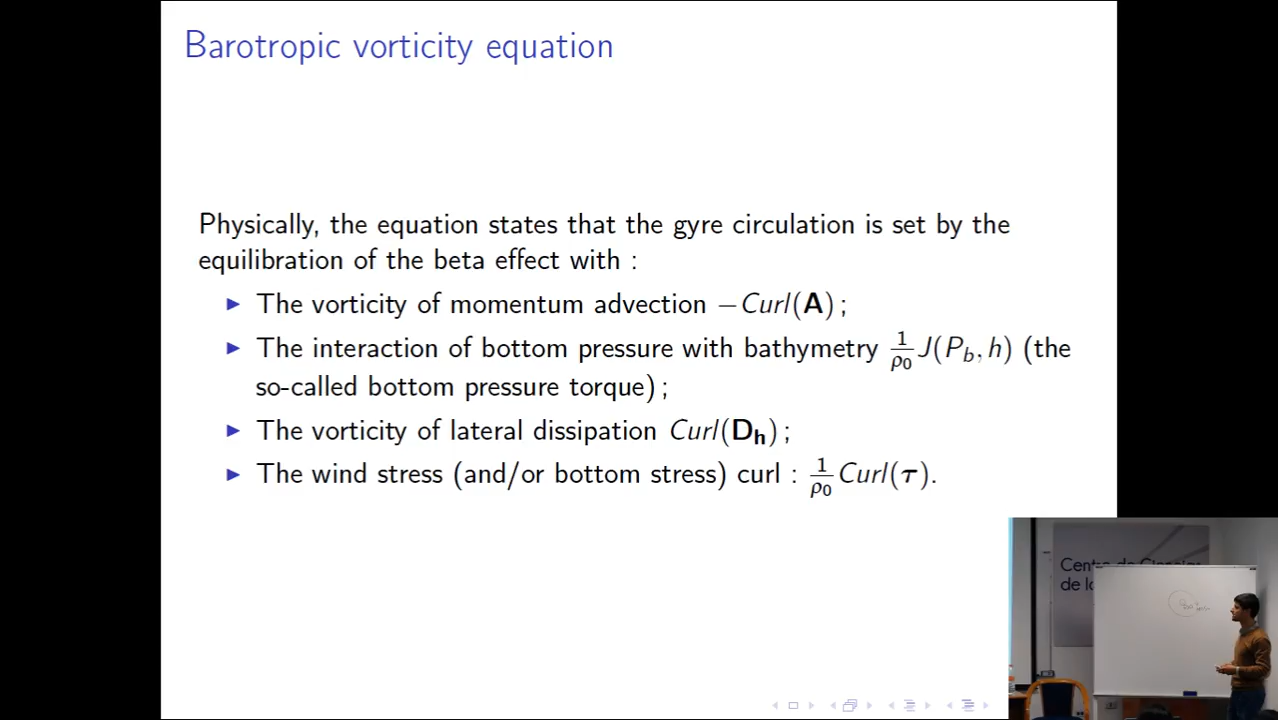 Barotropic vorticity equation
Physically, the equation states that the gyre circulation is set by the
equilibration of the beta effect with :
▶ The vorticity of momentum advection −Curl(A) ;
▶ The interaction of bottom pressure with bathymetry 1/ρ0 J(Pb, h) (the
so-called bottom pressure torque) ;
▶ The vorticity of lateral dissipation Curl(Dh) ;
▶ The wind stress (and/or bottom stress) curl : 1/ρ0 Curl(τ).
de